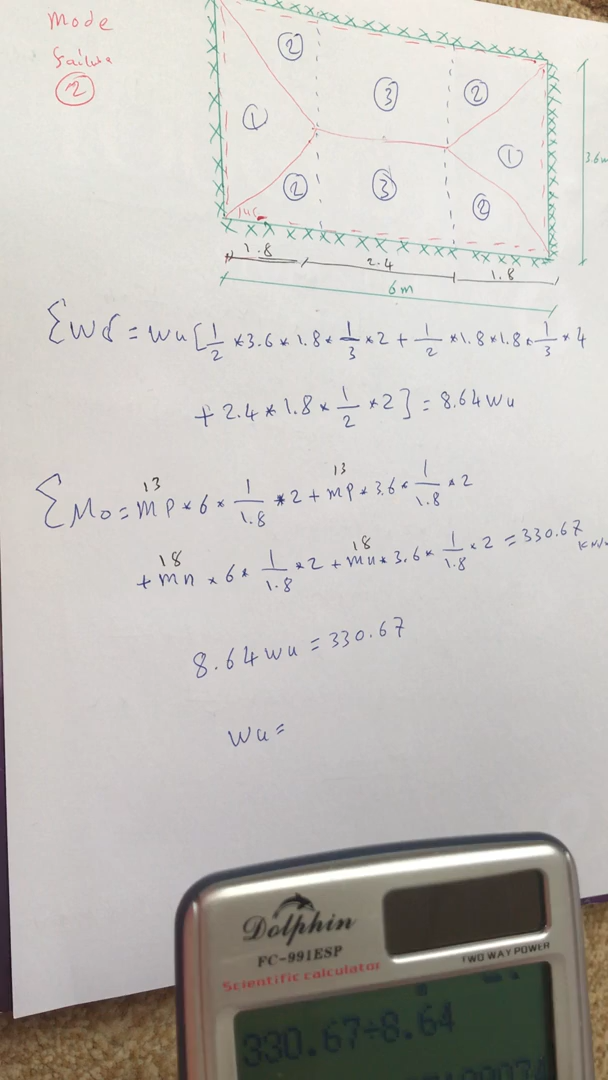 Mode
failure
2
2
2
3
1
1
2
3
2
45
3.6m
1.8
2.4
1.8
6m
ΣWδ = Wu[1/2 * 3.6 * 1.8 * 1/3 * 2 + 1/2 * 1.8 * 1.8 * 1/3 * 4
+ 2.4 * 1.8 * 1/2 * 2] = 8.64 Wu
13 13
ΣMθ = mp * 6 * 1/1.8 * 2 + mp * 3.6 * 1/1.8 * 2
18 18
+ mn * 6 * 1/1.8 * 2 + mn * 3.6 * 1/1.8 * 2 = 330.67
8.64 Wu = 330.67
Wu =
Dolphin
FC-991ESP
TWO WAY POWER
Scientific calculator
330.67÷8.64